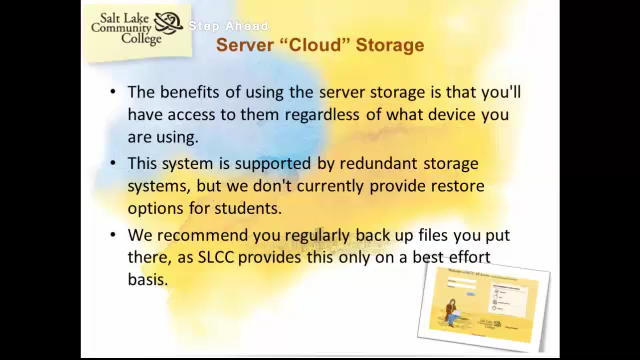 Salt Lake
Community
College
Step Ahead
Server “Cloud” Storage
• The benefits of using the server storage is that you'll
have access to them regardless of what device you
are using.
• This system is supported by redundant storage
systems, but we don't currently provide restore
options for students.
• We recommend you regularly back up files you put
there, as SLCC provides this only on a best effort
basis.